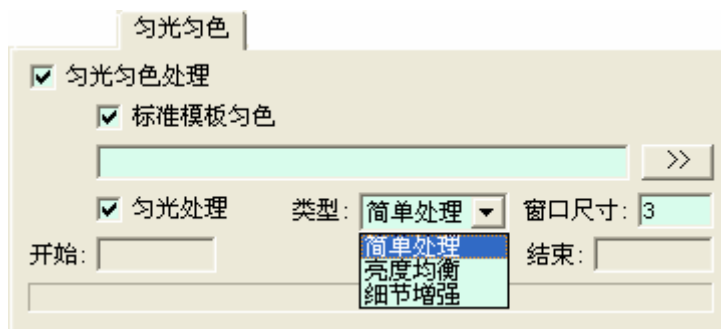 匀光匀色
匀光匀色处理
标准模板匀色
>>
匀光处理 类型: 简单处理 窗口尺寸: 3
简单处理
开始: 结束:
亮度均衡
细节增强